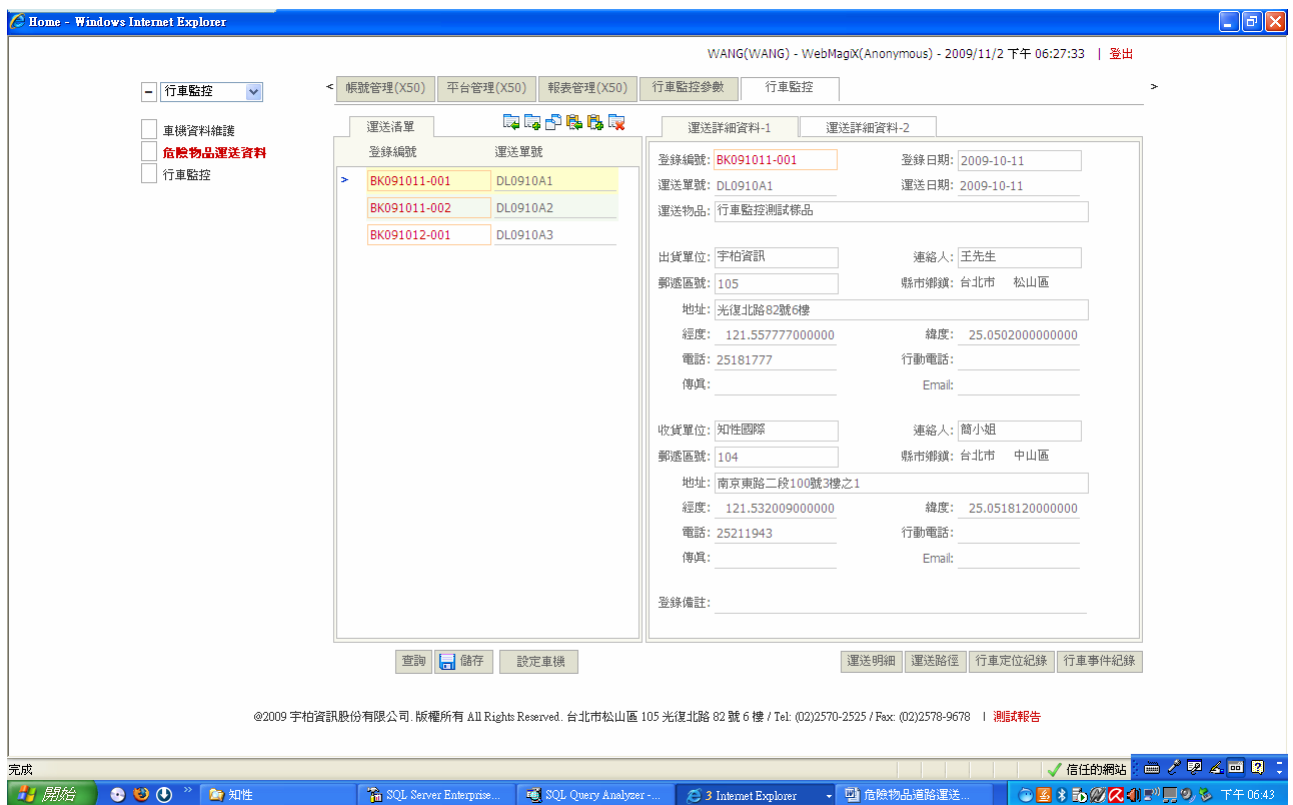 Home - Windows Internet Explorer
WANG(WANG) - WebMagiX(Anonymous) - 2009/11/2 下午 06:27:33 | 登出
行車監控
< 帳號管理(X50) 平台管理(X50) 報表管理(X50) 行車監控參數 行車監控 >
車機資料維護
危險物品運送資料
行車監控
運送清單
登錄編號 運送單號
> BK091011-001 DL0910A1
BK091011-002 DL0910A2
BK091012-001 DL0910A3
運送詳細資料-1 運送詳細資料-2
登錄編號: BK091011-001 登錄日期: 2009-10-11
運送單號: DL0910A1 運送日期: 2009-10-11
運送物品: 行車監控測試樣品
出貨單位: 宇柏資訊 連絡人: 王先生
郵遞區號: 105 縣市鄉鎮: 台北市 松山區
地址: 光復北路82號6樓
經度: 121.557777000000 緯度: 25.0502000000000
電話: 25181777 行動電話:
傳真: Email:
收貨單位: 知性國際 連絡人: 簡小姐
郵遞區號: 104 縣市鄉鎮: 台北市 中山區
地址: 南京東路二段100號3樓之1
經度: 121.532009000000 緯度: 25.0518120000000
電話: 25211943 行動電話:
傳真: Email:
登錄備註:
查詢 儲存 設定車機
運送明細 運送路徑 行車定位紀錄 行車事件紀錄
@2009 宇柏資訊股份有限公司. 版權所有 All Rights Reserved. 台北市松山區 105 光復北路 82 號 6 樓 / Tel: (02)2570-2525 / Fax: (02)2578-9678 | 測試報告
完成 信任的網站
開始 知性 SQL Server Enterprise... SQL Query Analyzer -... 3 Internet Explorer 危險物品道路運送... 下午 06:43